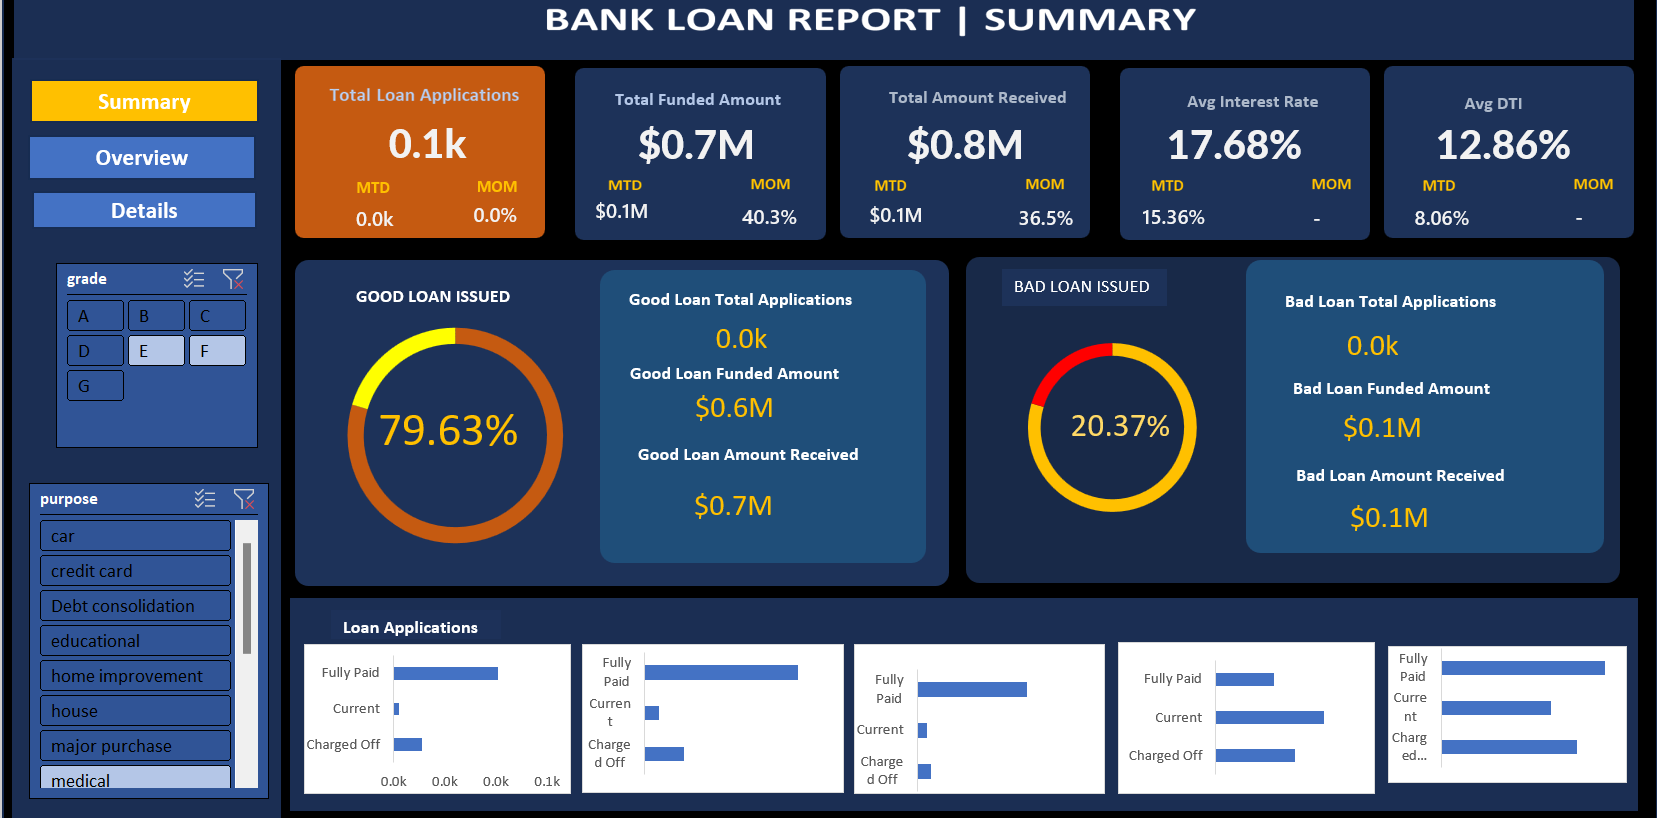 BANK LOAN REPORT | SUMMARY
Summary
Overview
Details
grade
A
B
C
D
E
F
G
purpose
car
credit card
Debt consolidation
educational
home improvement
house
major purchase
medical
Total Loan Applications
0.1k
MTD
MOM
0.0k
0.0%
Total Funded Amount
$0.7M
MTD
MOM
$0.1M
40.3%
Total Amount Received
$0.8M
MTD
MOM
$0.1M
36.5%
Avg Interest Rate
17.68%
MTD
MOM
15.36%
-
Avg DTI
12.86%
MTD
MOM
8.06%
-
GOOD LOAN ISSUED
79.63%
Good Loan Total Applications
0.0k
Good Loan Funded Amount
$0.6M
Good Loan Amount Received
$0.7M
BAD LOAN ISSUED
20.37%
Bad Loan Total Applications
0.0k
Bad Loan Funded Amount
$0.1M
Bad Loan Amount Received
$0.1M
Loan Applications
Fully Paid
Current
Charged Off
0.0k 0.0k 0.0k 0.1k
Fully
Paid
Curren
t
Charge
d Off
Fully
Paid
Current
Charge
d Off
Fully Paid
Current
Charged Off
Fully
Paid
Curre
nt
Charg
ed...